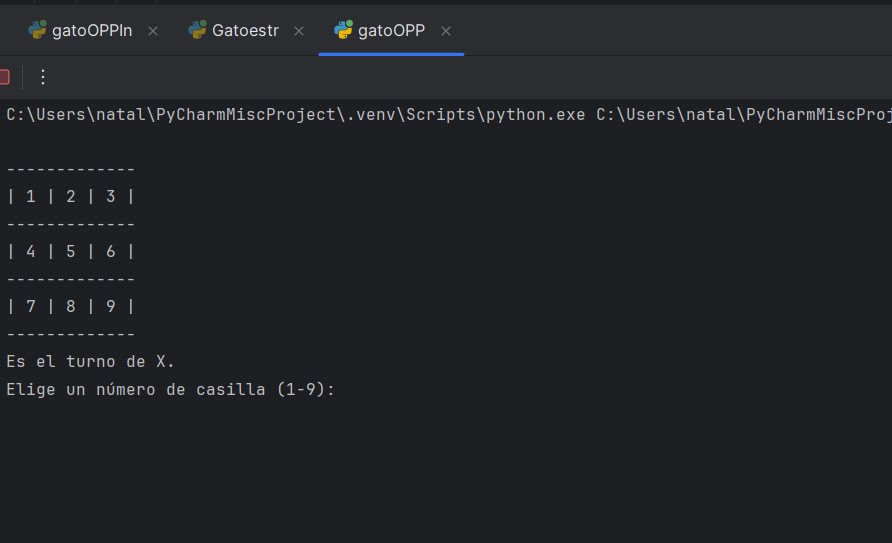 gatoOPPIn Gatoestr gatoOPP
C:\Users\natal\PyCharmMiscProject\.venv\Scripts\python.exe C:\Users\natal\PyCharmMiscProj
-------------
| 1 | 2 | 3 |
-------------
| 4 | 5 | 6 |
-------------
| 7 | 8 | 9 |
-------------
Es el turno de X.
Elige un número de casilla (1-9):